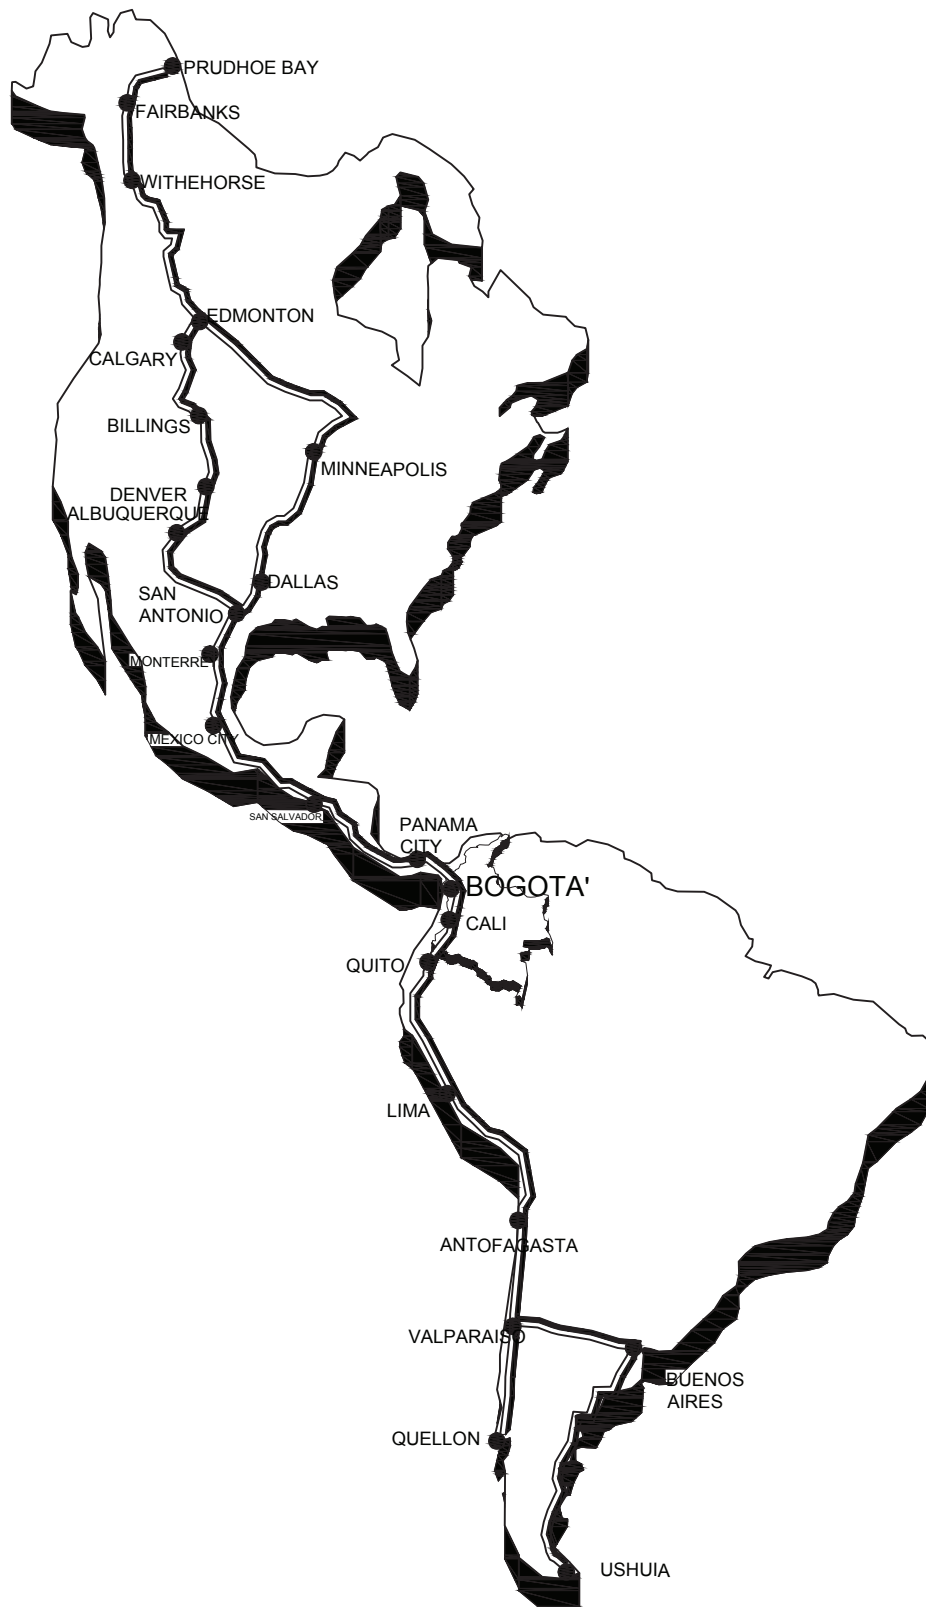 PRUDHOE BAY
FAIRBANKS
WITHEHORSE
EDMONTON
CALGARY
BILLINGS
MINNEAPOLIS
DENVER
ALBUQUERQUE
DALLAS
SAN
ANTONIO
MONTERRE
MEXICO CITY
SAN SALVADOR
PANAMA
CITY
BOGOTA'
CALI
QUITO
LIMA
ANTOFAGASTA
VALPARAISO
BUENOS
AIRES
QUELLON
USHUIA